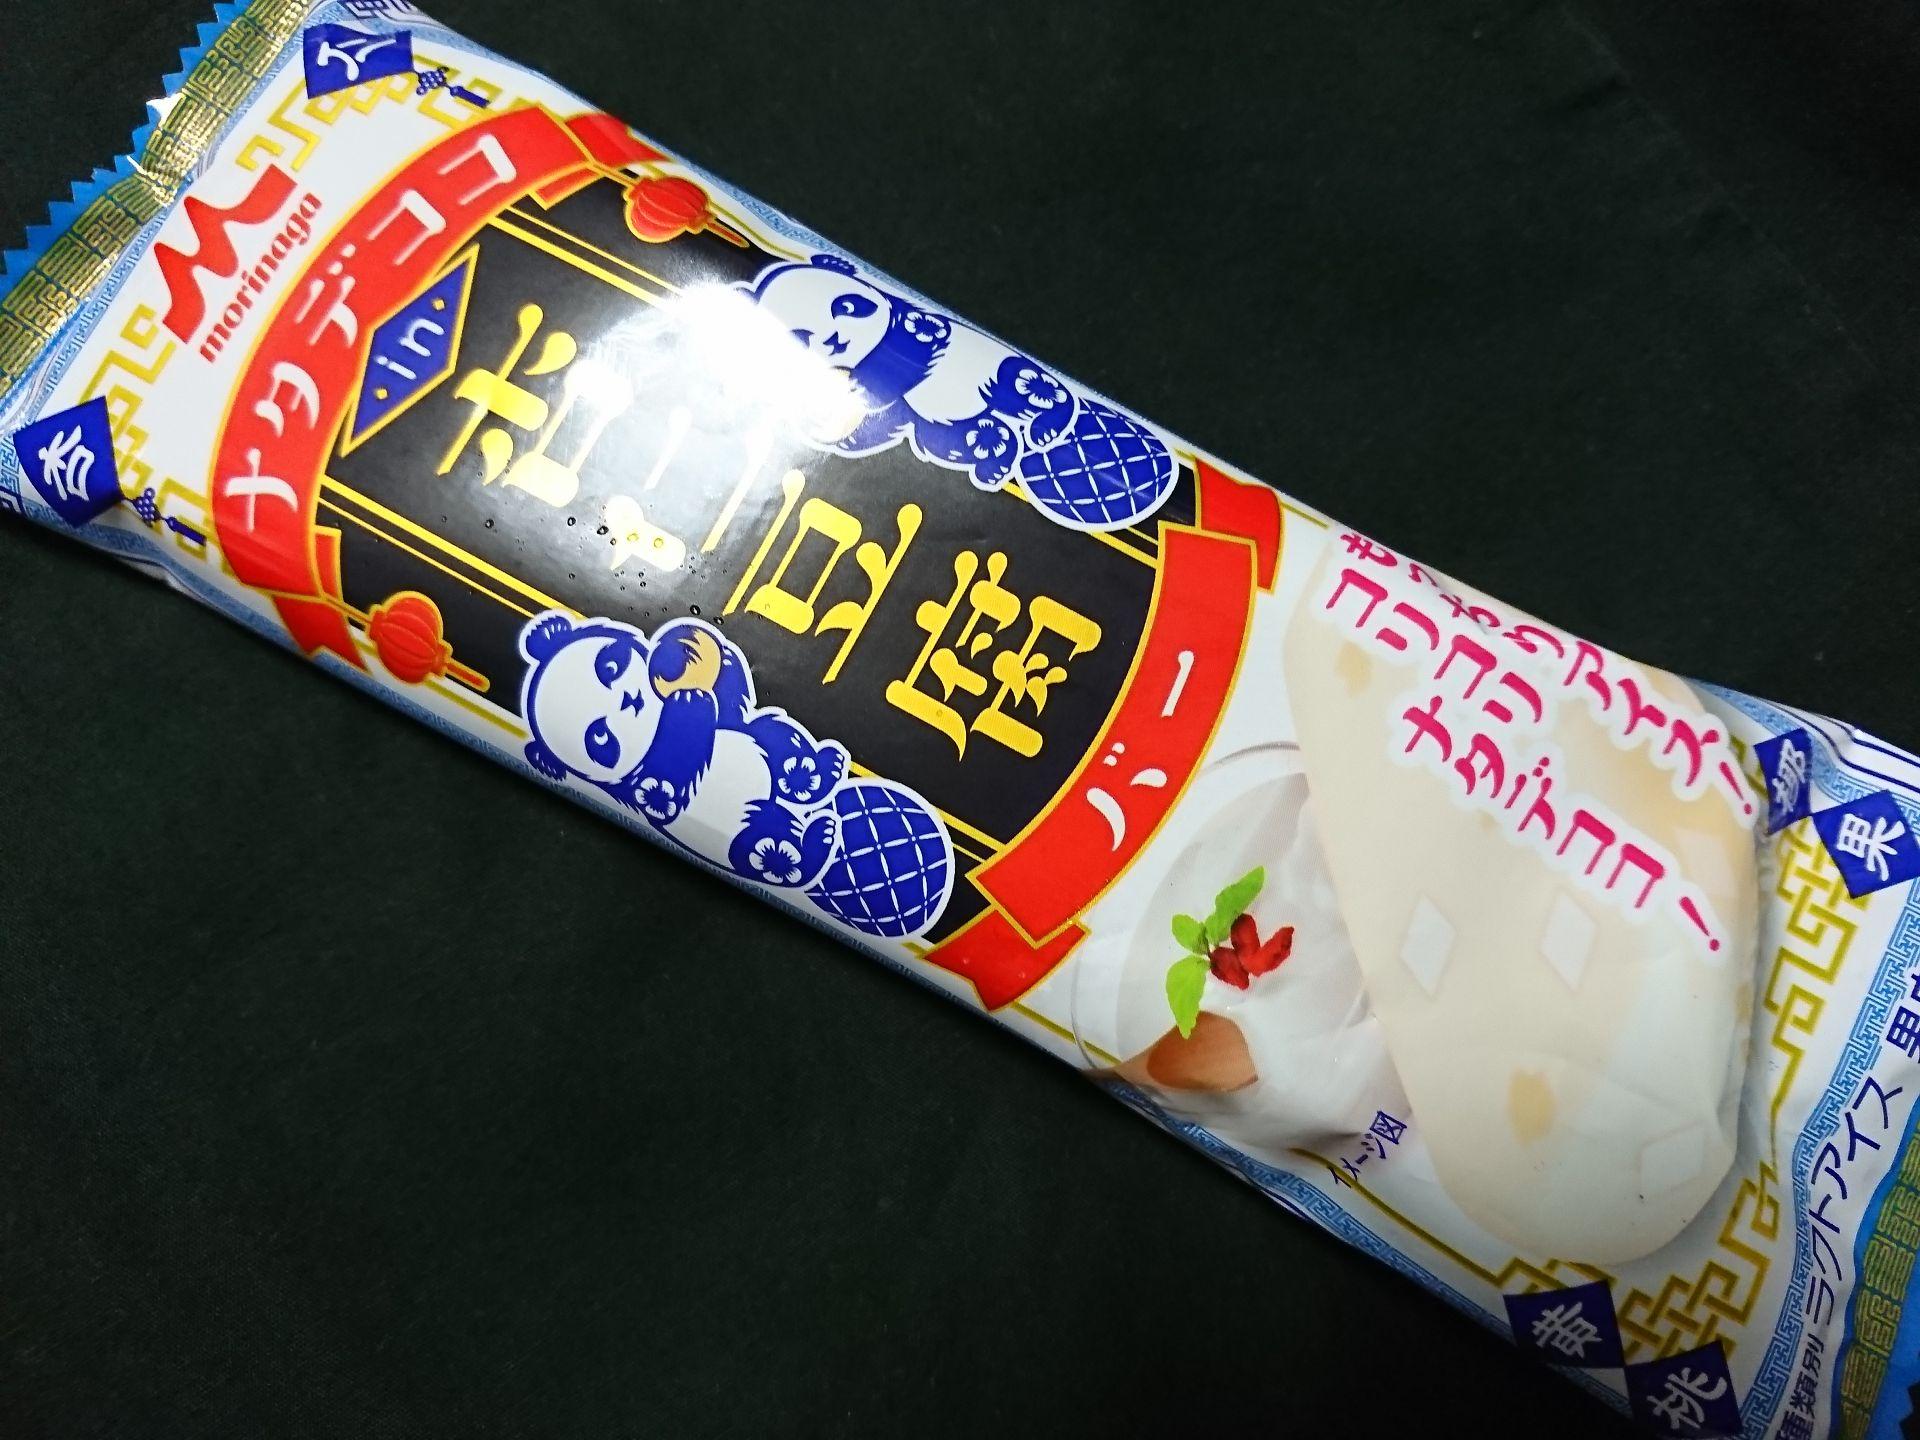 杏
仁
morinaga
ナタデココ
in
杏仁豆腐
バー
もっちりアイス!
コリコリ
ナタデココ!
イメージ図
椰
果
黄
桃
種類別 ラクトアイス